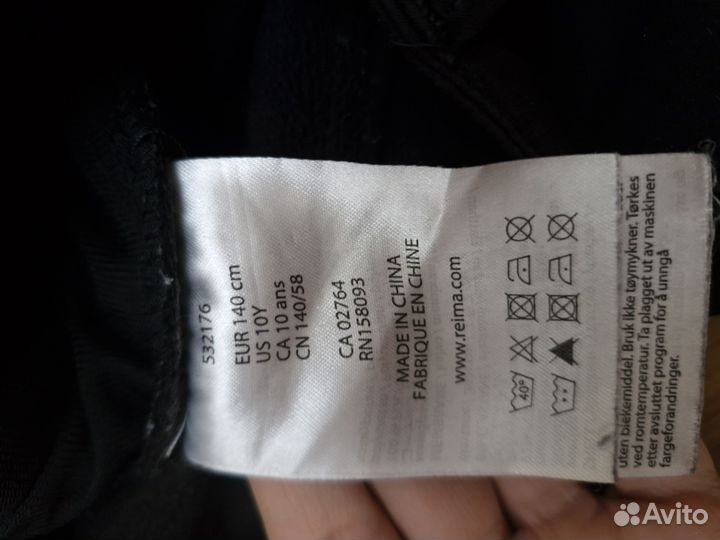 532176
EUR 140 cm
US 10Y
CA 10 ans
CN 140/58
CA 02764
RN158093
MADE IN CHINA
FABRIQUE EN CHINE
www.reima.com
40°
uten blekemiddel. Bruk ikke tøymykner. Tørkes
ved romtemperatur. Ta plagget ut av maskinen
etter avsluttet program for å unngå
fargeforandringer.
Avito